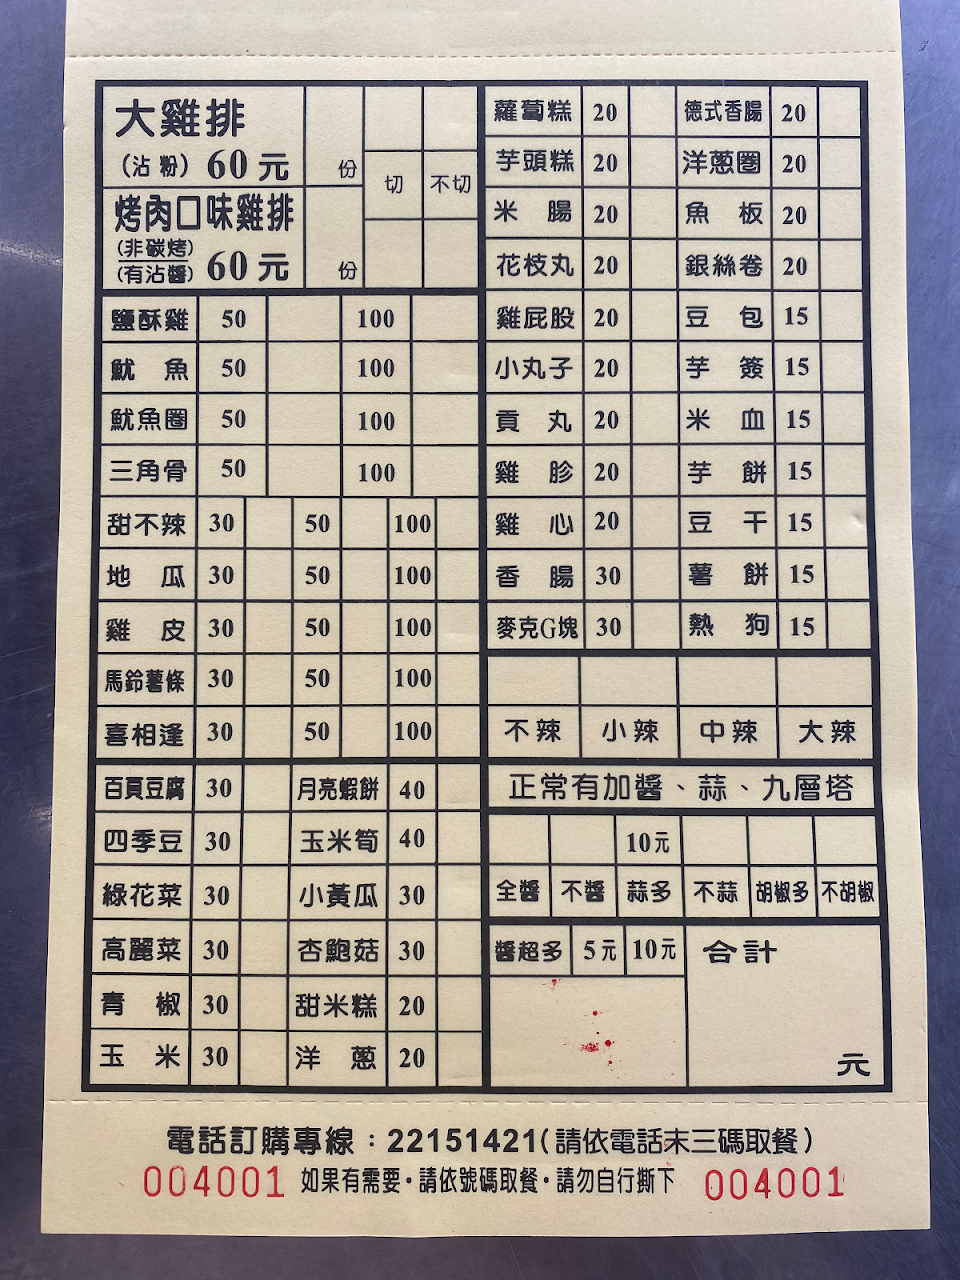 大雞排
(沾粉) 60元 份
切 不切
烤肉口味雞排
(非碳烤)
(有沾醬) 60元 份
鹽酥雞 50 100
魷魚 50 100
魷魚圈 50 100
三角骨 50 100
甜不辣 30 50 100
地瓜 30 50 100
雞皮 30 50 100
馬鈴薯條 30 50 100
喜相逢 30 50 100
百頁豆腐 30 月亮蝦餅 40
四季豆 30 玉米筍 40
綠花菜 30 小黃瓜 30
高麗菜 30 杏鮑菇 30
青椒 30 甜米糕 20
玉米 30 洋蔥 20
蘿蔔糕 20 德式香腸 20
芋頭糕 20 洋蔥圈 20
米腸 20 魚板 20
花枝丸 20 銀絲卷 20
雞屁股 20 豆包 15
小丸子 20 芋簽 15
貢丸 20 米血 15
雞胗 20 芋餅 15
雞心 20 豆干 15
香腸 30 薯餅 15
麥克G塊 30 熱狗 15
不辣 小辣 中辣 大辣
正常有加醬、蒜、九層塔
10元
全醬 不醬 蒜多 不蒜 胡椒多 不胡椒
醬超多 5元 10元 合計
元
電話訂購專線：22151421(請依電話末三碼取餐)
004001 如果有需要·請依號碼取餐·請勿自行撕下 004001